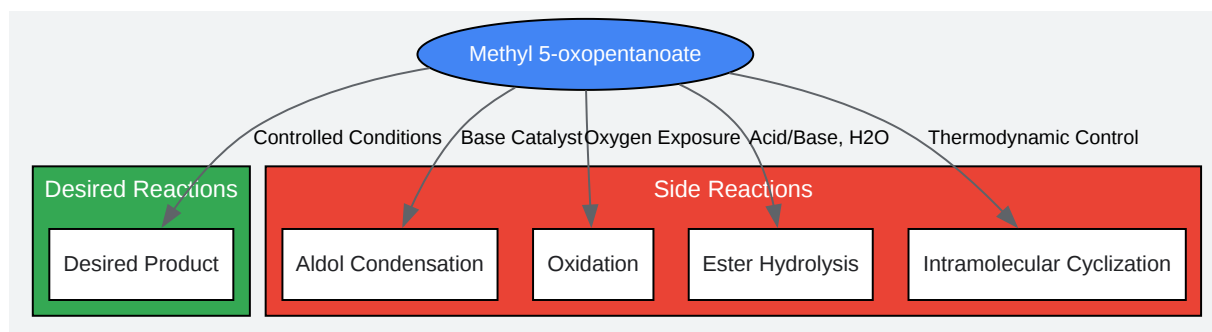 Methyl 5-oxopentanoate
Controlled Conditions
Base Catalyst
Oxygen Exposure
Acid/Base, H2O
Thermodynamic Control
Desired Reactions
Side Reactions
Desired Product
Aldol Condensation
Oxidation
Ester Hydrolysis
Intramolecular Cyclization